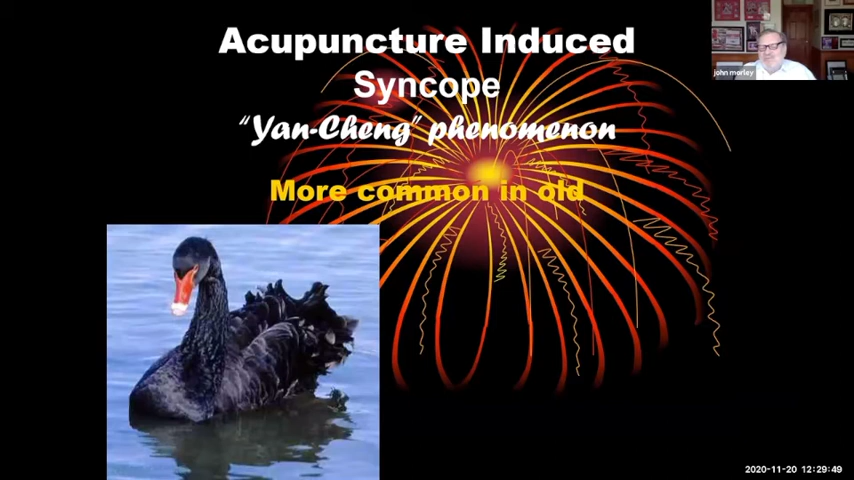 Acupuncture Induced
Syncope
“Yan-Cheng” phenomenon
More common in old
john morley
2020-11-20 12:29:49